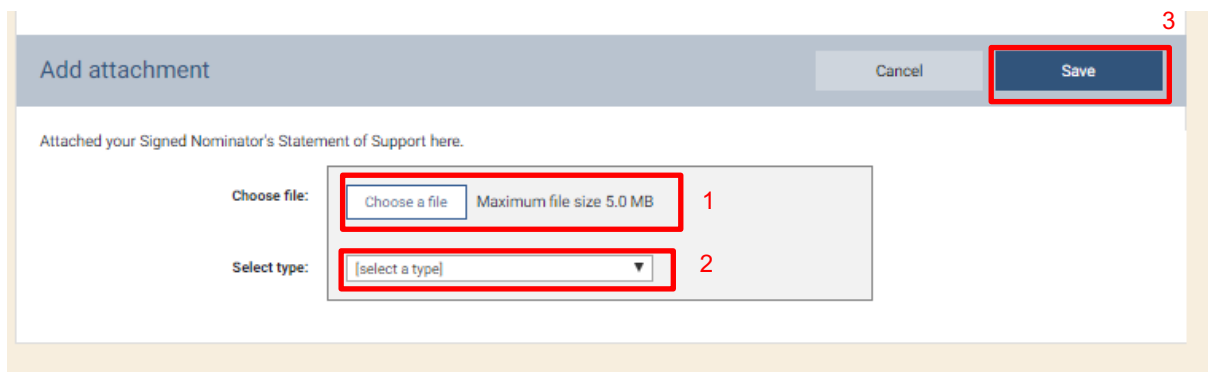 3
Add attachment
Cancel
Save
Attached your Signed Nominator's Statement of Support here.
Choose file:
Choose a file
Maximum file size 5.0 MB
1
Select type:
[select a type]
2